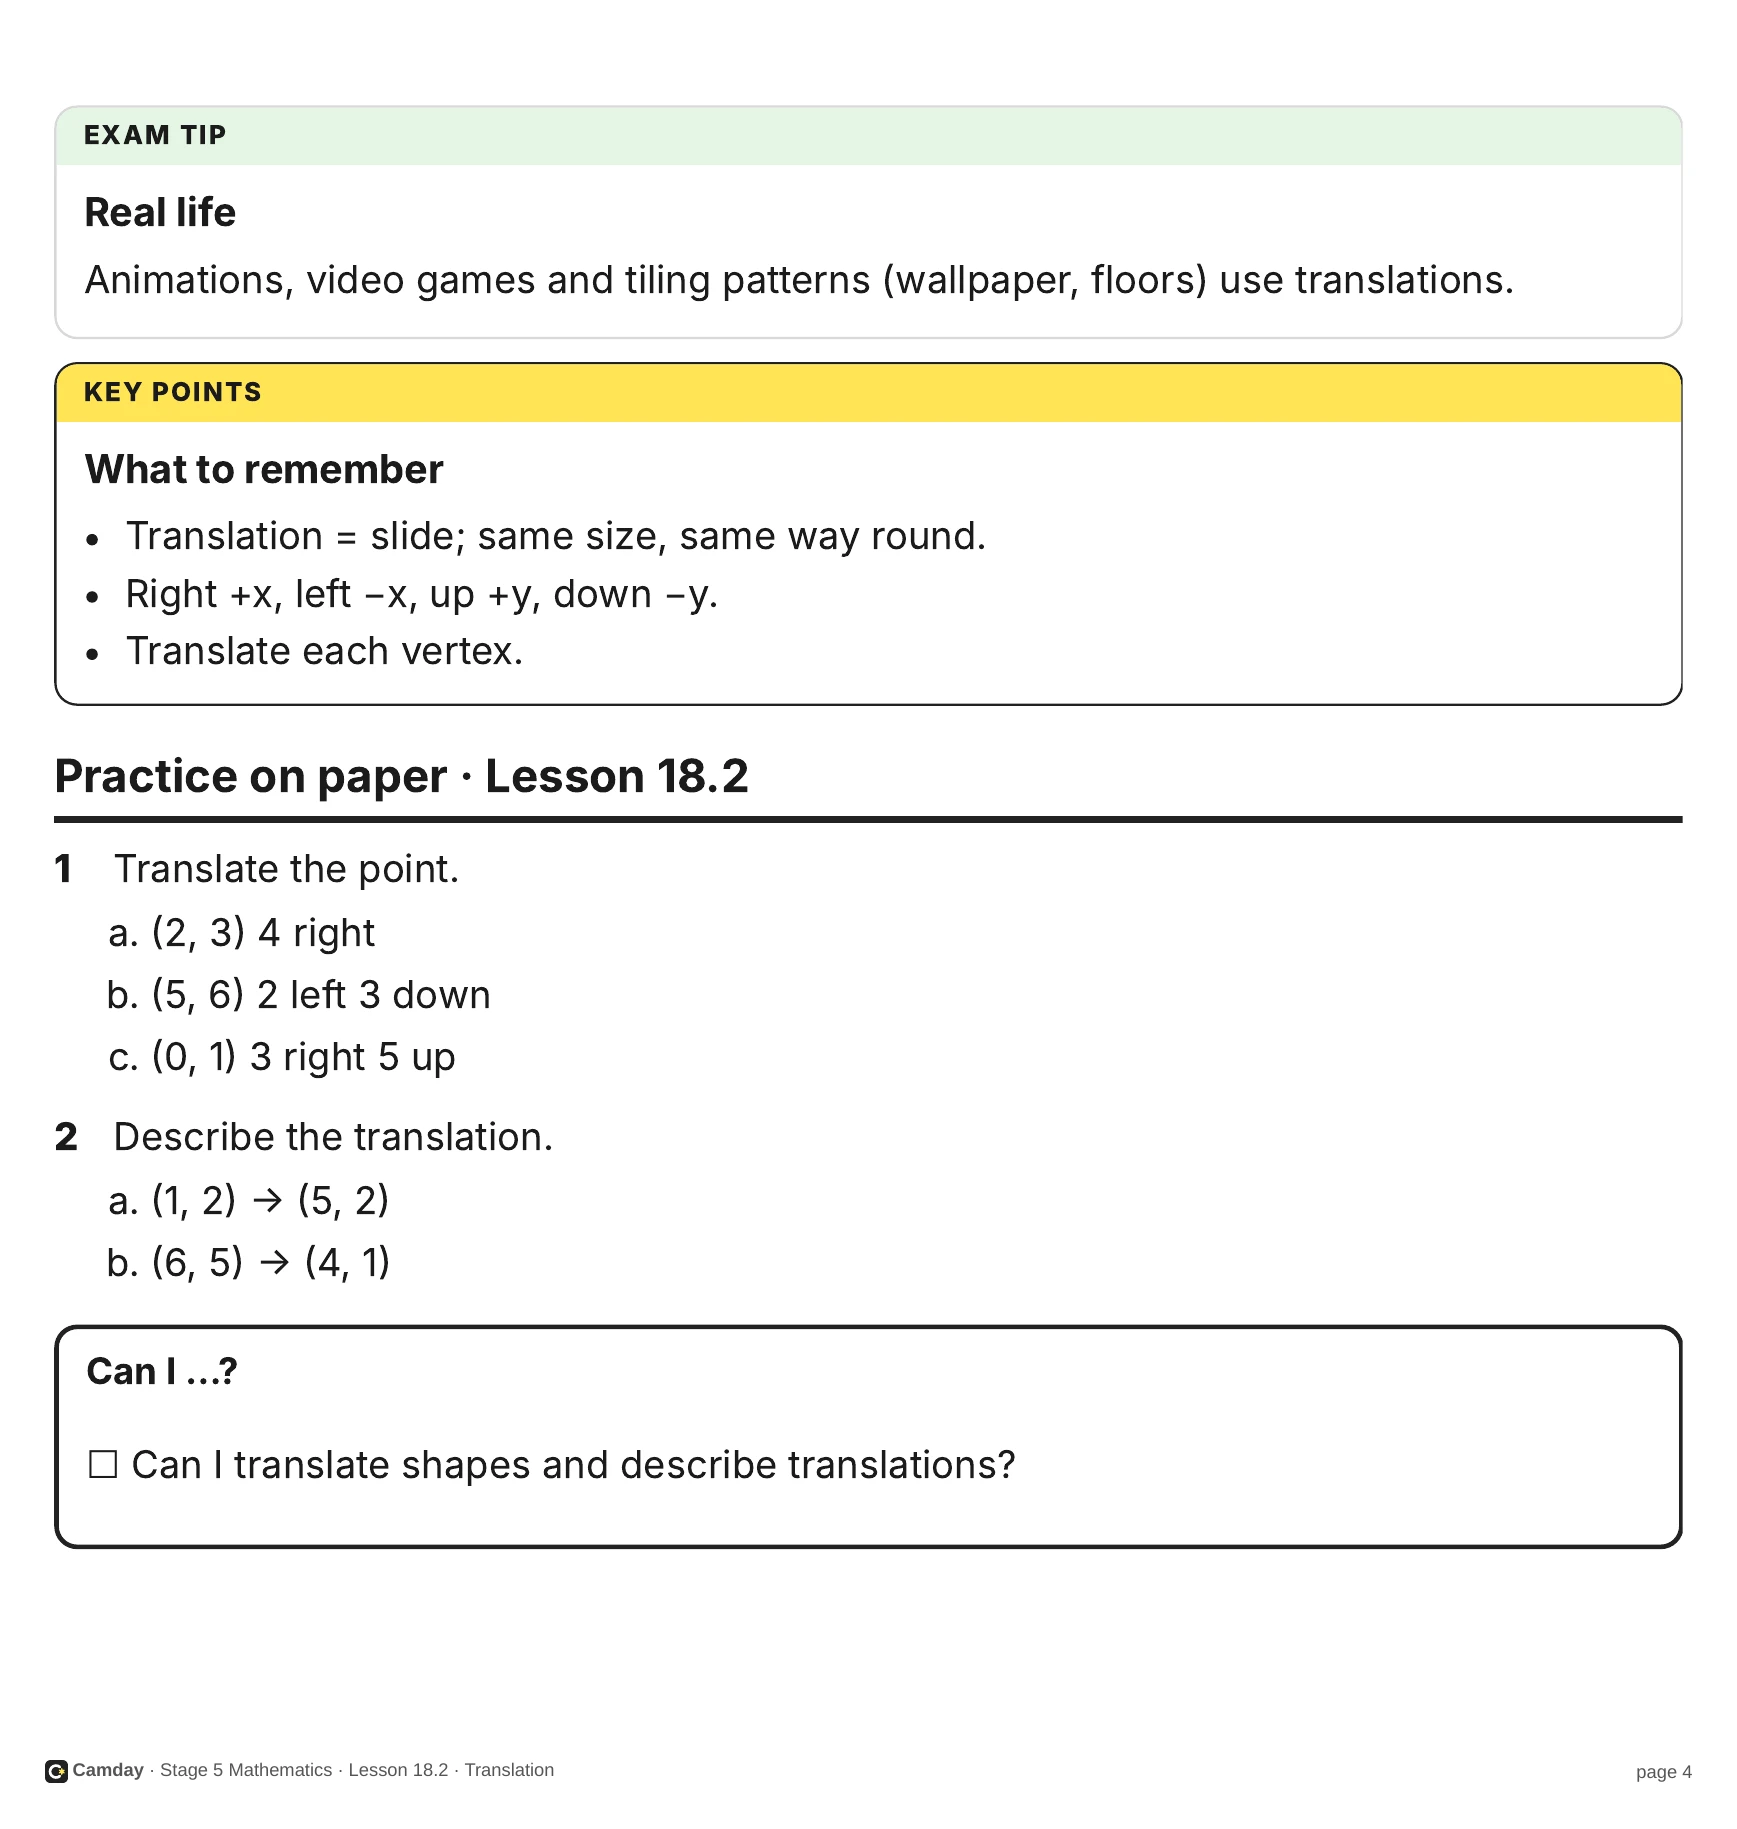 EXAM TIP
Real life
Animations, video games and tiling patterns (wallpaper, floors) use translations.
KEY POINTS
What to remember
• Translation = slide; same size, same way round.
• Right +x, left −x, up +y, down −y.
• Translate each vertex.
Practice on paper · Lesson 18.2
1 Translate the point.
a. (2, 3) 4 right
b. (5, 6) 2 left 3 down
c. (0, 1) 3 right 5 up
2 Describe the translation.
a. (1, 2) → (5, 2)
b. (6, 5) → (4, 1)
Can I …?
☐ Can I translate shapes and describe translations?
Camday · Stage 5 Mathematics · Lesson 18.2 · Translation
page 4